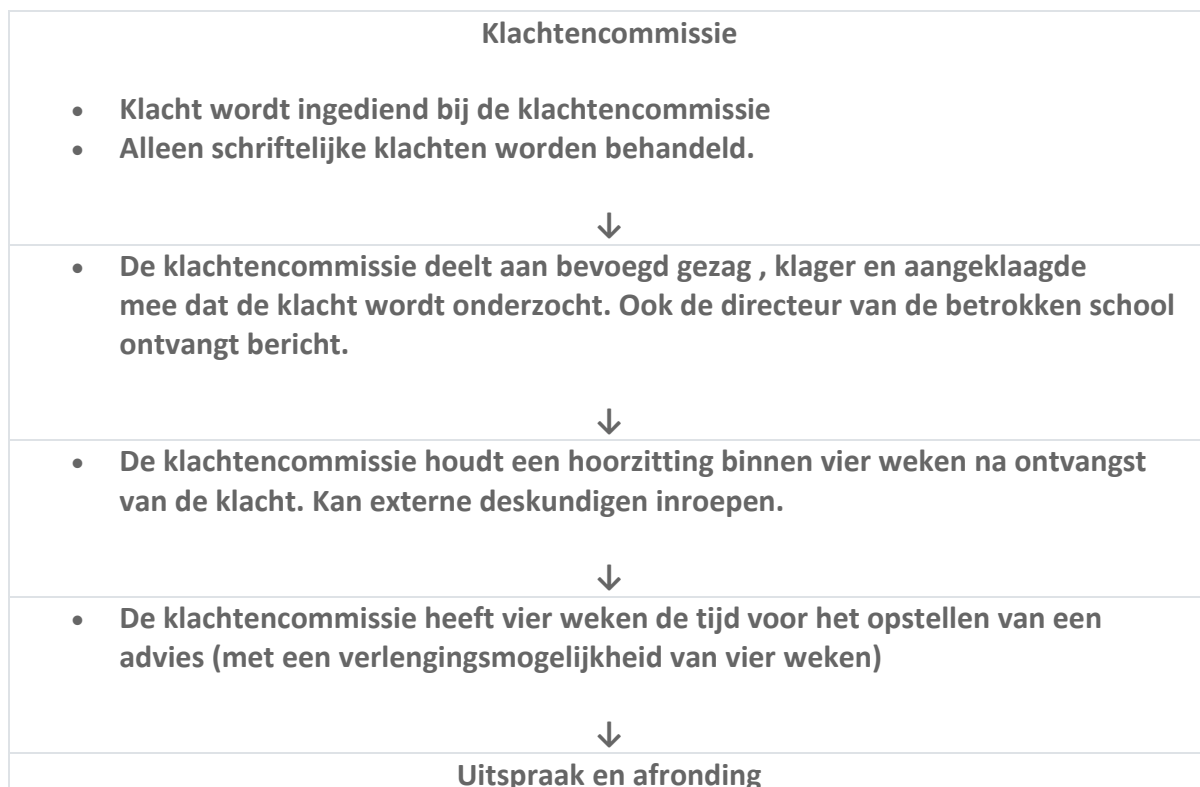 Klachtencommissie
• Klacht wordt ingediend bij de klachtencommissie
• Alleen schriftelijke klachten worden behandeld.
↓
• De klachtencommissie deelt aan bevoegd gezag , klager en aangeklaagde
mee dat de klacht wordt onderzocht. Ook de directeur van de betrokken school
ontvangt bericht.
↓
• De klachtencommissie houdt een hoorzitting binnen vier weken na ontvangst
van de klacht. Kan externe deskundigen inroepen.
↓
• De klachtencommissie heeft vier weken de tijd voor het opstellen van een
advies (met een verlengingsmogelijkheid van vier weken)
↓
Uitspraak en afronding